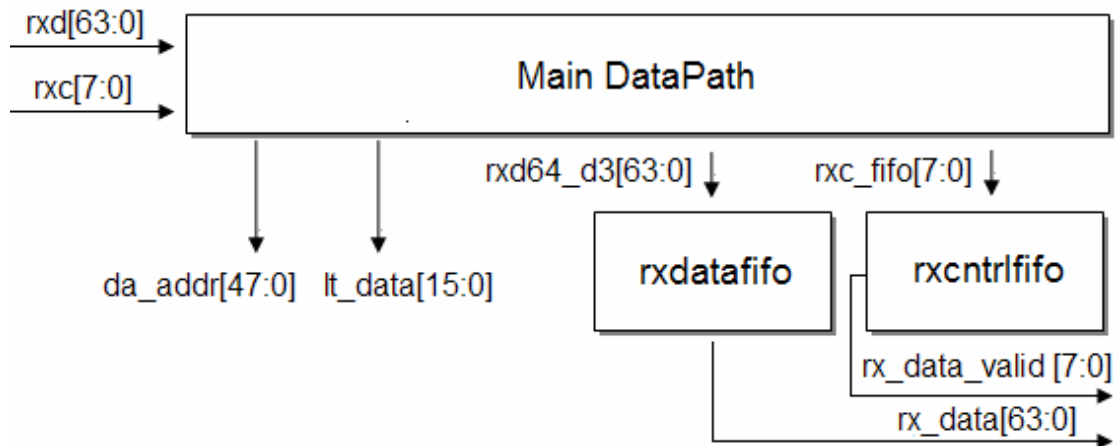 rxd[63:0]
rxc[7:0]
Main DataPath
rxd64_d3[63:0]
rxc_fifo[7:0]
da_addr[47:0]
lt_data[15:0]
rxdatafifo
rxcntrlfifo
rx_data_valid [7:0]
rx_data[63:0]